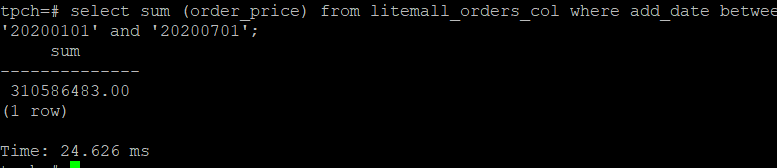 tpch=# select sum (order_price) from litemall_orders_col where add_date betwee
'20200101' and '20200701';
sum
--------------
310586483.00
(1 row)
Time: 24.626 ms